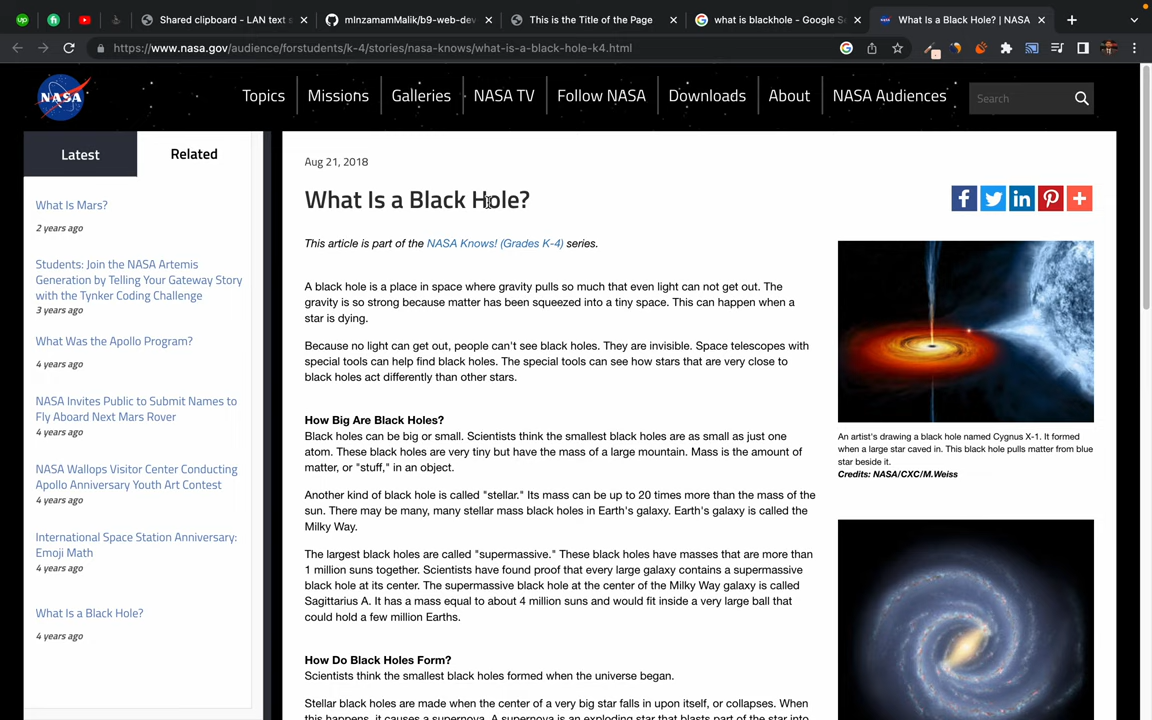 Shared clipboard - LAN text s
mInzamamMalik/b9-web-dev
This is the Title of the Page
what is blackhole - Google Se
What Is a Black Hole? | NASA
https://www.nasa.gov/audience/forstudents/k-4/stories/nasa-knows/what-is-a-black-hole-k4.html
NASA
Topics
Missions
Galleries
NASA TV
Follow NASA
Downloads
About
NASA Audiences
Search
Latest
Related
What Is Mars?
2 years ago
Students: Join the NASA Artemis
Generation by Telling Your Gateway Story
with the Tynker Coding Challenge
3 years ago
What Was the Apollo Program?
4 years ago
NASA Invites Public to Submit Names to
Fly Aboard Next Mars Rover
4 years ago
NASA Wallops Visitor Center Conducting
Apollo Anniversary Youth Art Contest
4 years ago
International Space Station Anniversary:
Emoji Math
4 years ago
What Is a Black Hole?
4 years ago
Aug 21, 2018
What Is a Black Hole?
This article is part of the NASA Knows! (Grades K-4) series.
A black hole is a place in space where gravity pulls so much that even light can not get out. The
gravity is so strong because matter has been squeezed into a tiny space. This can happen when a
star is dying.
Because no light can get out, people can't see black holes. They are invisible. Space telescopes with
special tools can help find black holes. The special tools can see how stars that are very close to
black holes act differently than other stars.
How Big Are Black Holes?
Black holes can be big or small. Scientists think the smallest black holes are as small as just one
atom. These black holes are very tiny but have the mass of a large mountain. Mass is the amount of
matter, or "stuff," in an object.
Another kind of black hole is called "stellar." Its mass can be up to 20 times more than the mass of the
sun. There may be many, many stellar mass black holes in Earth's galaxy. Earth's galaxy is called the
Milky Way.
The largest black holes are called "supermassive." These black holes have masses that are more than
1 million suns together. Scientists have found proof that every large galaxy contains a supermassive
black hole at its center. The supermassive black hole at the center of the Milky Way galaxy is called
Sagittarius A. It has a mass equal to about 4 million suns and would fit inside a very large ball that
could hold a few million Earths.
How Do Black Holes Form?
Scientists think the smallest black holes formed when the universe began.
Stellar black holes are made when the center of a very big star falls in upon itself, or collapses. When
this happens, it causes a supernova. A supernova is an exploding star that blasts part of the star into
An artist's drawing a black hole named Cygnus X-1. It formed
when a large star caved in. This black hole pulls matter from blue
star beside it.
Credits: NASA/CXC/M.Weiss